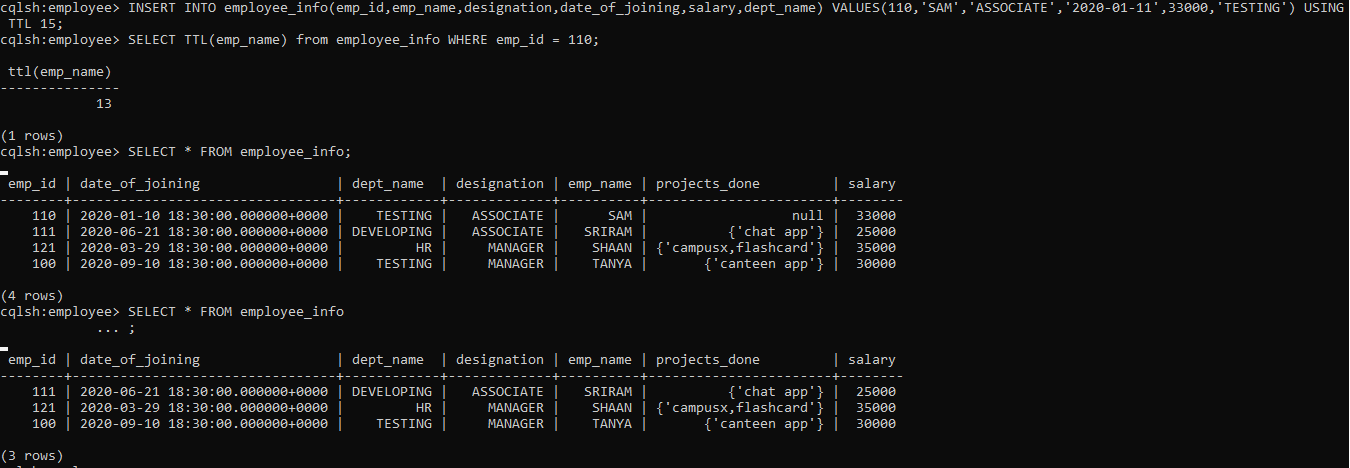 cqlsh:employee> INSERT INTO employee_info(emp_id,emp_name,designation,date_of_joining,salary,dept_name) VALUES(110,'SAM','ASSOCIATE','2020-01-11',33000,'TESTING') USING
 TTL 15;
cqlsh:employee> SELECT TTL(emp_name) from employee_info WHERE emp_id = 110;

 ttl(emp_name)
---------------
            13

(1 rows)
cqlsh:employee> SELECT * FROM employee_info;

 emp_id | date_of_joining                 | dept_name  | designation | emp_name | projects_done         | salary
--------+---------------------------------+------------+-------------+----------+-----------------------+--------
    110 | 2020-01-10 18:30:00.000000+0000 |    TESTING |   ASSOCIATE |      SAM |                  null |  33000
    111 | 2020-06-21 18:30:00.000000+0000 | DEVELOPING |   ASSOCIATE |   SRIRAM |          {'chat app'} |  25000
    121 | 2020-03-29 18:30:00.000000+0000 |         HR |     MANAGER |    SHAAN | {'campusx,flashcard'} |  35000
    100 | 2020-09-10 18:30:00.000000+0000 |    TESTING |     MANAGER |    TANYA |       {'canteen app'} |  30000

(4 rows)
cqlsh:employee> SELECT * FROM employee_info
            ... ;

 emp_id | date_of_joining                 | dept_name  | designation | emp_name | projects_done         | salary
--------+---------------------------------+------------+-------------+----------+-----------------------+--------
    111 | 2020-06-21 18:30:00.000000+0000 | DEVELOPING |   ASSOCIATE |   SRIRAM |          {'chat app'} |  25000
    121 | 2020-03-29 18:30:00.000000+0000 |         HR |     MANAGER |    SHAAN | {'campusx,flashcard'} |  35000
    100 | 2020-09-10 18:30:00.000000+0000 |    TESTING |     MANAGER |    TANYA |       {'canteen app'} |  30000

(3 rows)